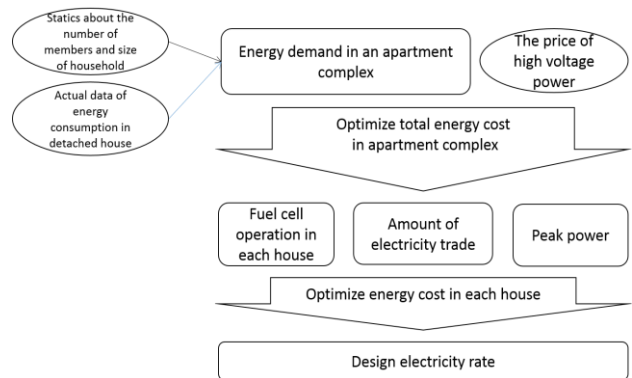 Statics about the
number of
members and size
of household
Energy demand in an apartment
complex
The price of
high voltage
power
Actual data of
energy
consumption in
detached house
Optimize total energy cost
in apartment complex
Fuel cell
operation in
each house
Amount of
electricity trade
Peak power
Optimize energy cost in each house
Design electricity rate